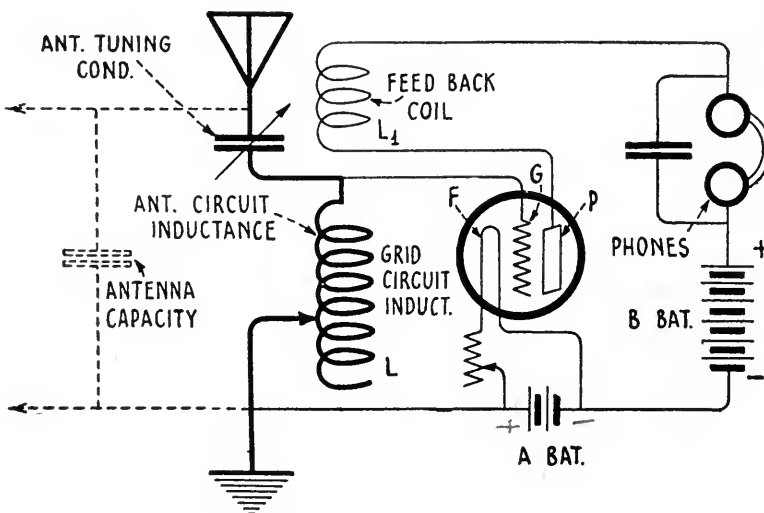 ANT. TUNING
COND.
FEED BACK
COIL
L1
G
F
P
ANT. CIRCUIT
INDUCTANCE
GRID
CIRCUIT
INDUCT.
PHONES
+
ANTENNA
CAPACITY
B BAT.
L
-
+
-
A BAT.